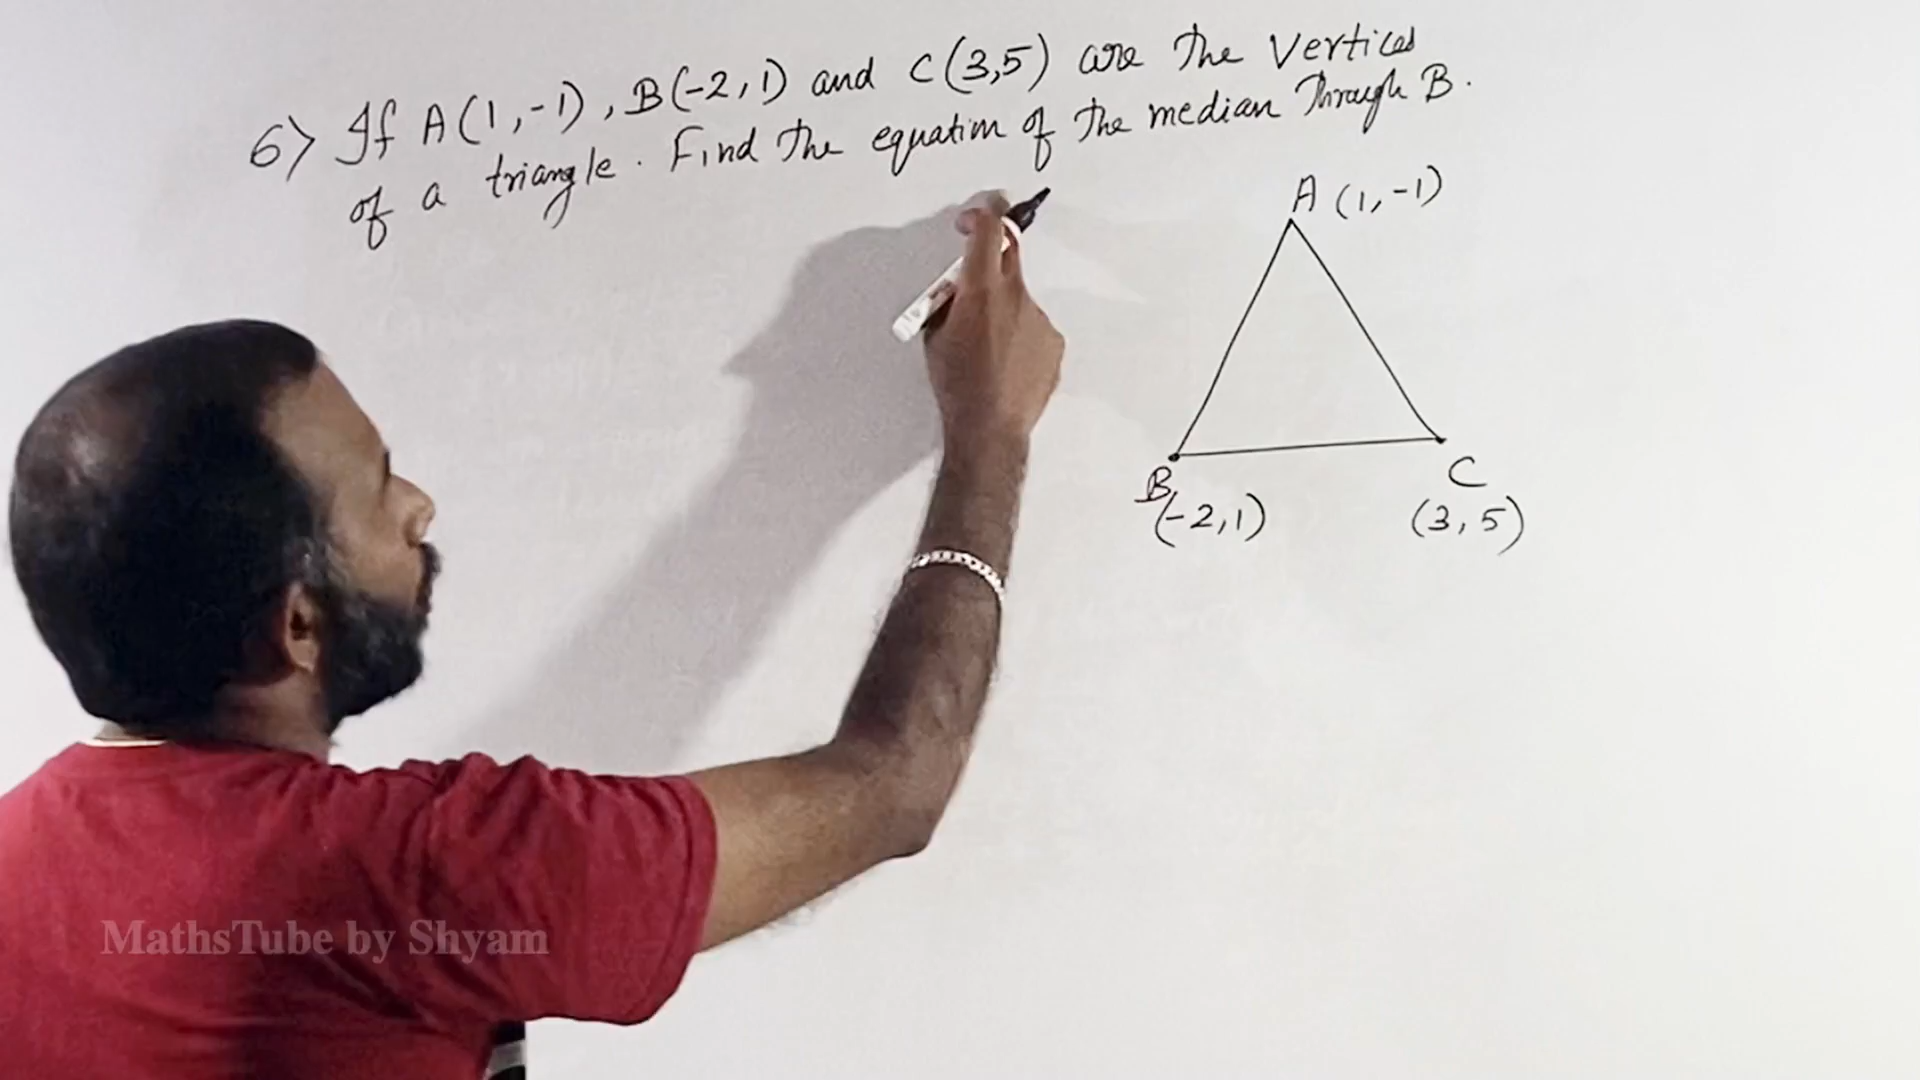 6) If A(1,-1), B(-2,1) and C(3,5) are the Vertices
of a triangle. Find the equation of the median Through B.
A (1,-1)
B
C
(-2,1)
(3,5)
MathsTube by Shyam